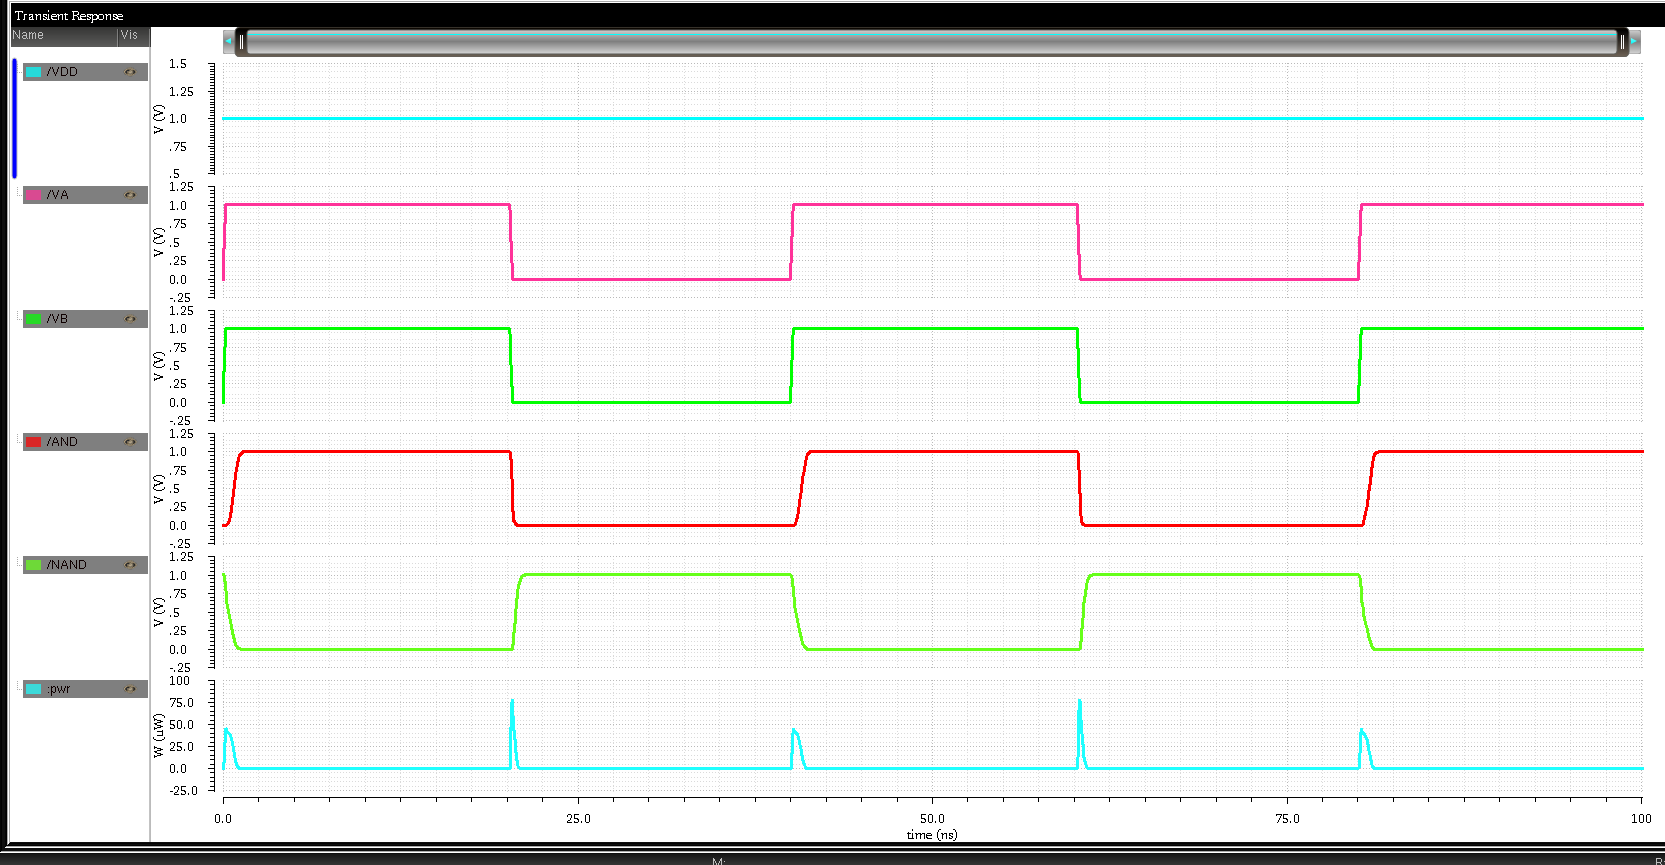 Transient Response
Name Vis
/VDD
1.5
1.25
1.0
.75
.5
V (V)
/VA
1.25
1.0
.75
.5
.25
0.0
-.25
V (V)
/VB
1.25
1.0
.75
.5
.25
0.0
-.25
V (V)
/AND
1.25
1.0
.75
.5
.25
0.0
-.25
V (V)
/NAND
1.25
1.0
.75
.5
.25
0.0
-.25
V (V)
:pwr
100
75.0
50.0
25.0
0.0
-25.0
W (uW)
0.0 25.0 50.0 75.0 100
time (ns)
M: